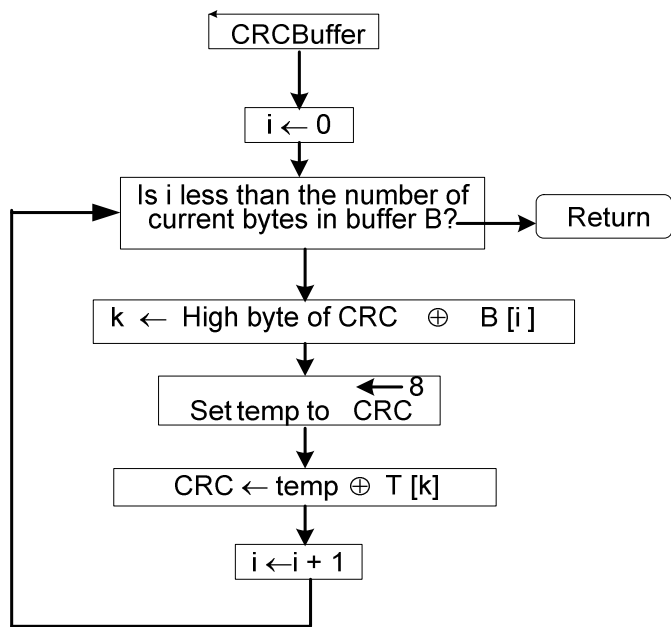 CRCBuffer
i ← 0
Is i less than the number of
current bytes in buffer B?
Return
k ← High byte of CRC ⊕ B [i ]
← 8
Set temp to CRC
CRC ← temp ⊕ T [k]
i ←i + 1